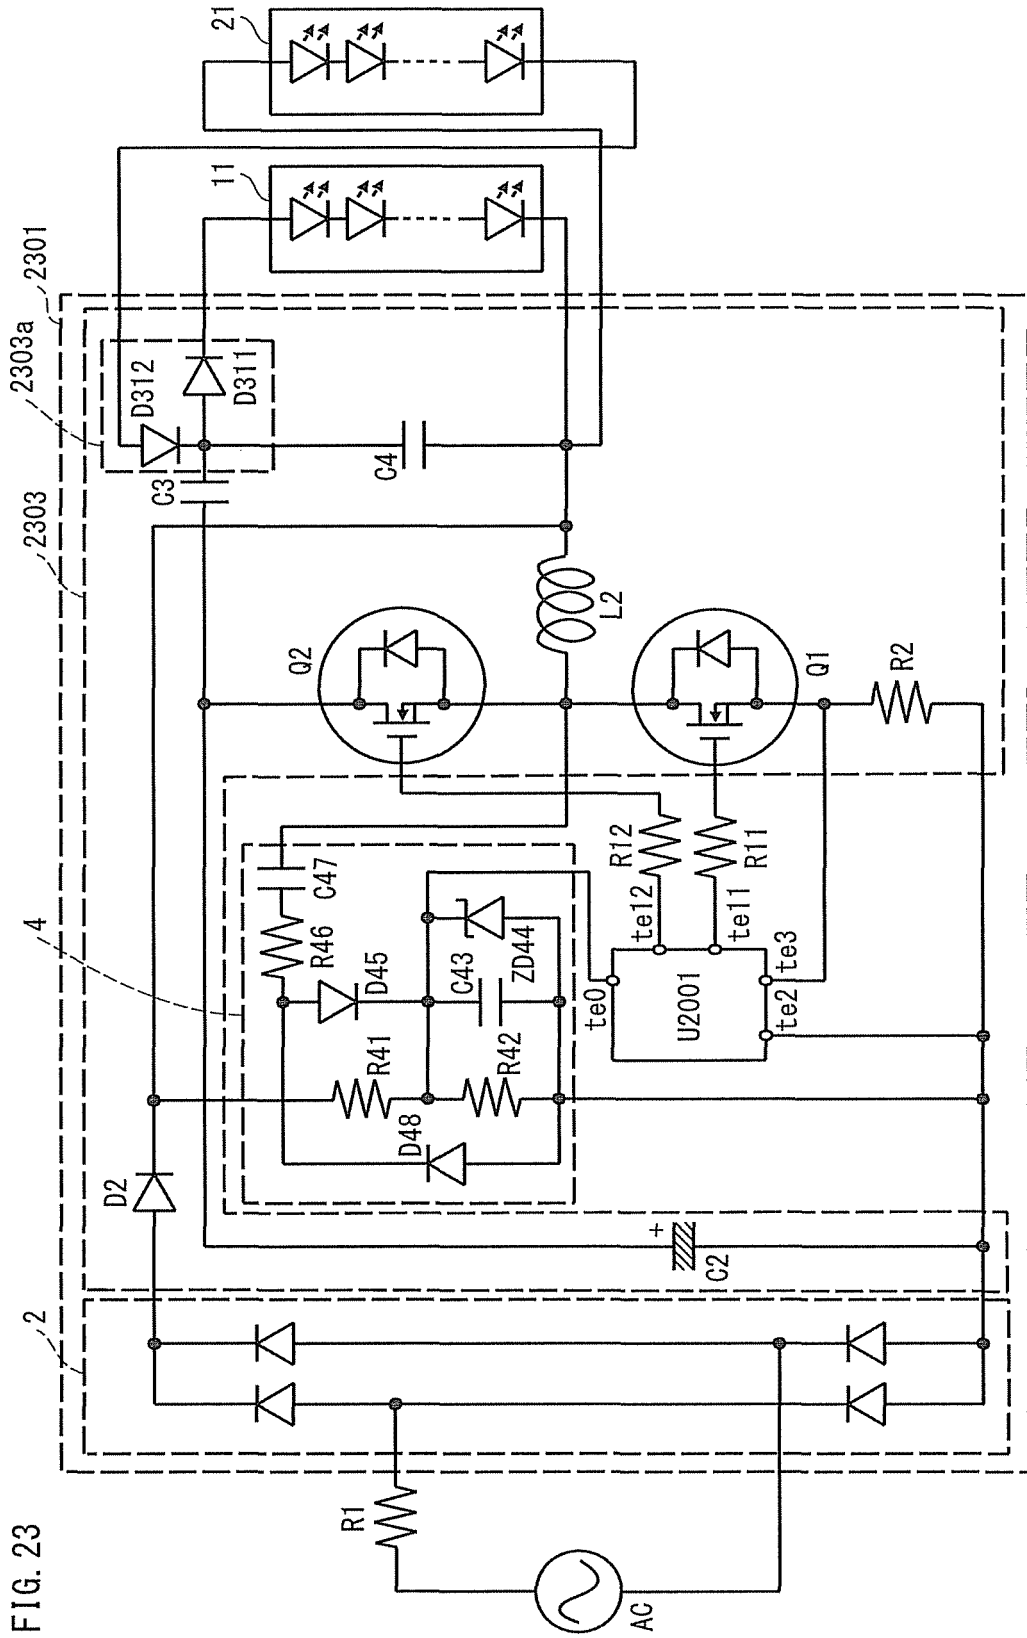 FIG. 23
2301
2303
2303a
2
4
11
21
AC
R1
D2
C2
D48
R41
R42
D45
C43
ZD44
R46
C47
U2001
te0
te2
te3
te11
te12
R11
R12
Q2
Q1
R2
L2
C3
C4
D312
D311